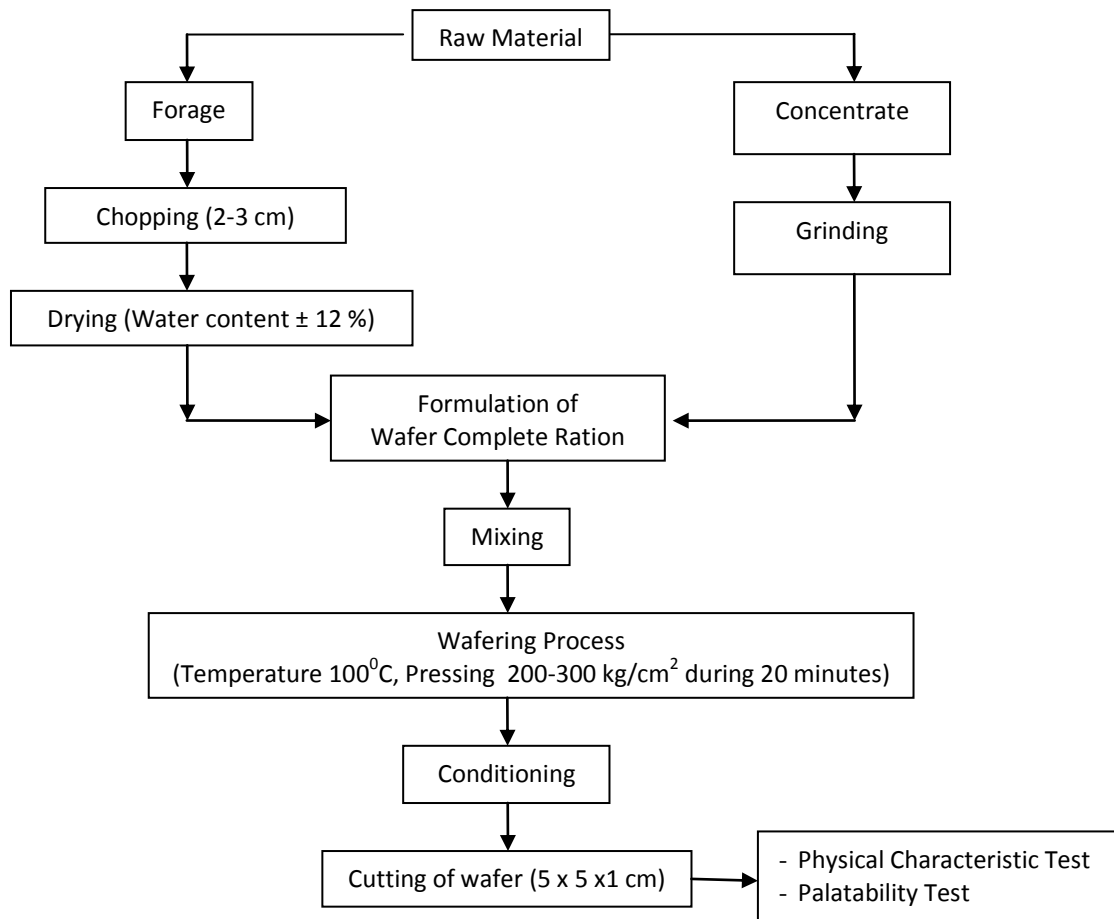 Raw Material
Forage
Concentrate
Chopping (2-3 cm)
Grinding
Drying (Water content ± 12 %)
Formulation of
Wafer Complete Ration
Mixing
Wafering Process
(Temperature 100⁰C, Pressing  200-300 kg/cm² during 20 minutes)
Conditioning
Cutting of wafer (5 x 5 x1 cm)
- Physical Characteristic Test
- Palatability Test